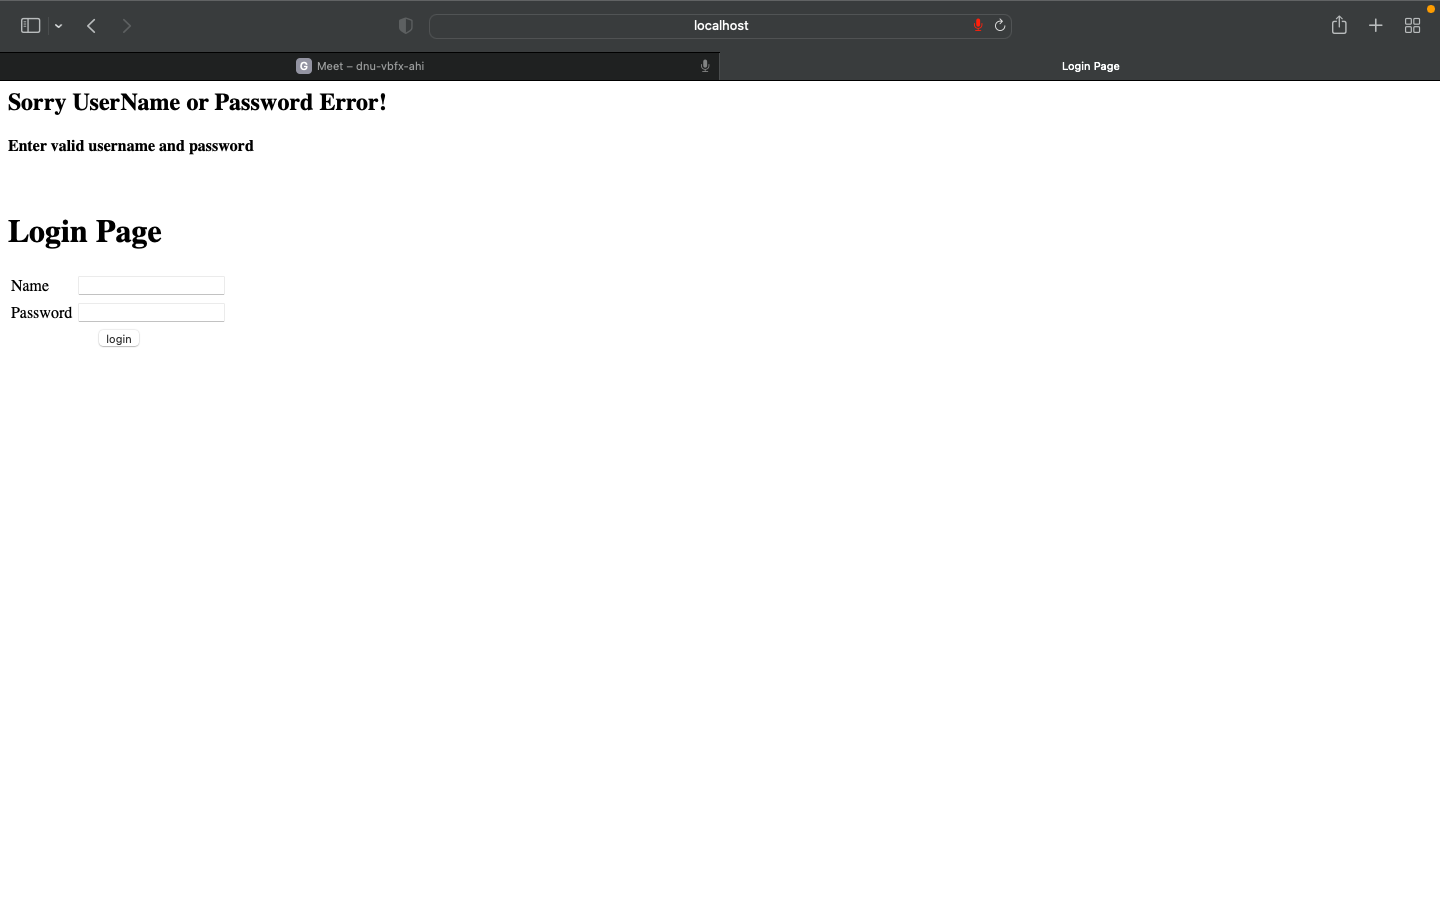 localhost
G Meet – dnu-vbfx-ahi
Login Page
Sorry UserName or Password Error!
Enter valid username and password
Login Page
Name
Password
login